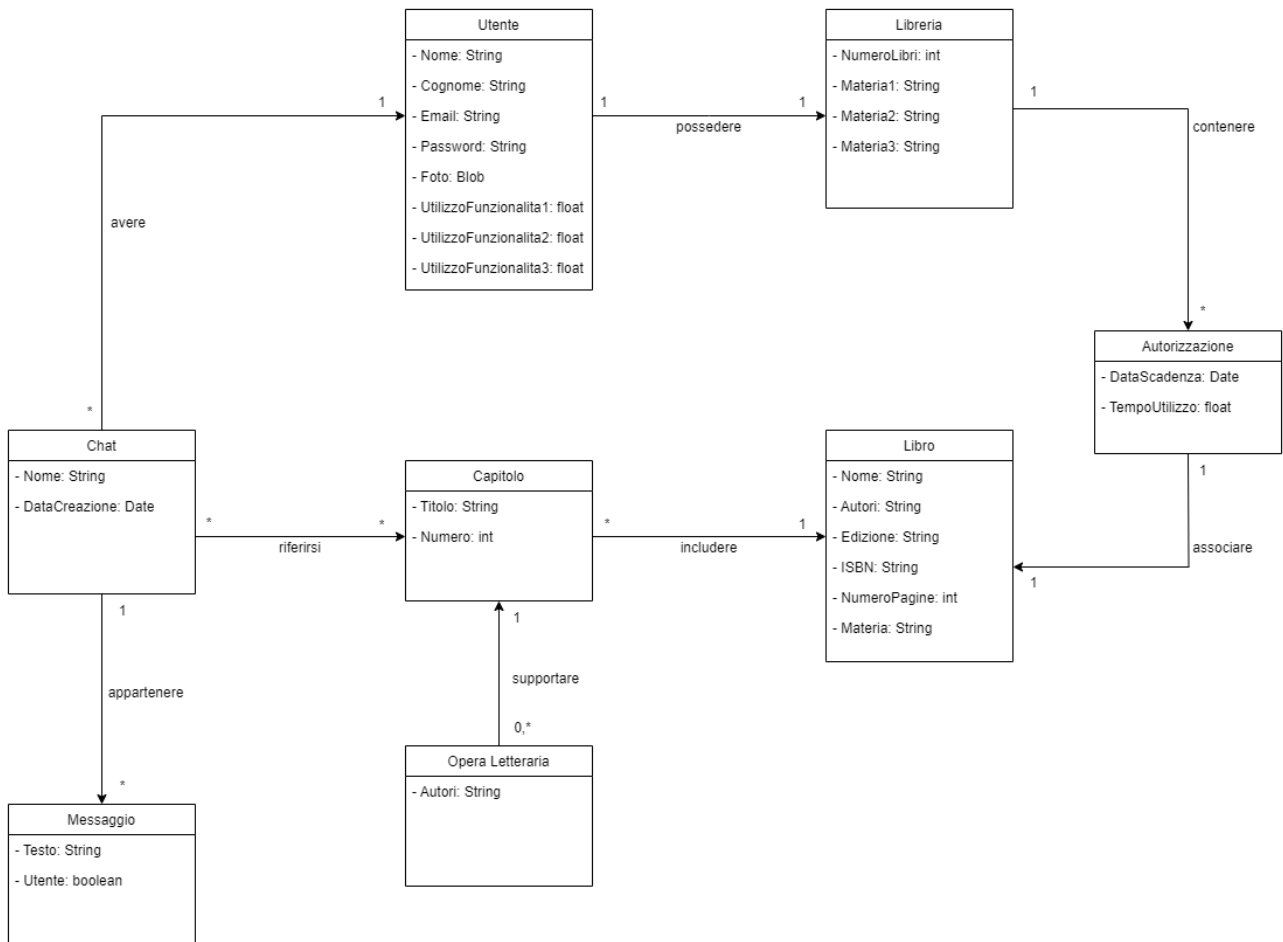 Utente
- Nome: String
- Cognome: String
- Email: String
- Password: String
- Foto: Blob
- UtilizzoFunzionalita1: float
- UtilizzoFunzionalita2: float
- UtilizzoFunzionalita3: float
1
possedere
1
Libreria
- NumeroLibri: int
- Materia1: String
- Materia2: String
- Materia3: String
1
contenere
*
1
avere
*
Autorizzazione
- DataScadenza: Date
- TempoUtilizzo: float
1
associare
1
Chat
- Nome: String
- DataCreazione: Date
*
riferirsi
*
Capitolo
- Titolo: String
- Numero: int
*
includere
1
Libro
- Nome: String
- Autori: String
- Edizione: String
- ISBN: String
- NumeroPagine: int
- Materia: String
1
appartenere
*
1
supportare
0,*
Opera Letteraria
- Autori: String
Messaggio
- Testo: String
- Utente: boolean